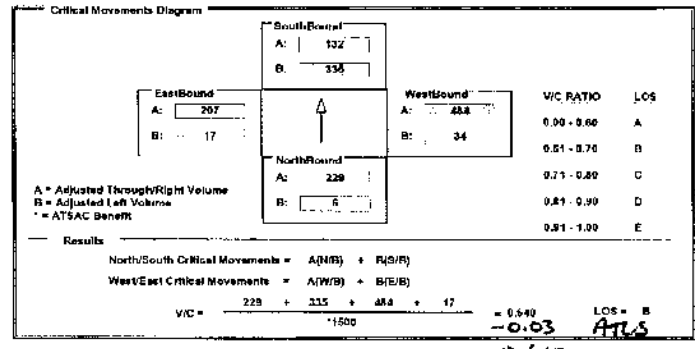 Critical Movements Diagram
SouthBound
A: 132
B: 335
EastBound
A: 207
B: 17
WestBound
A: 484
B: 34
NorthBound
A: 229
B: 6
V/C RATIO LOS
0.00 - 0.60 A
0.61 - 0.70 B
0.71 - 0.80 C
0.81 - 0.90 D
0.91 - 1.00 E
A = Adjusted Through/Right Volume
B = Adjusted Left Volume
* = ATSAC Benefit
Results
North/South Critical Movements = A(N/B) + B(S/B)
West/East Critical Movements = A(W/B) + B(E/B)
229 + 335 + 484 + 17
V/C = = 0.640 LOS = B
*1500
-0.03 ATCS